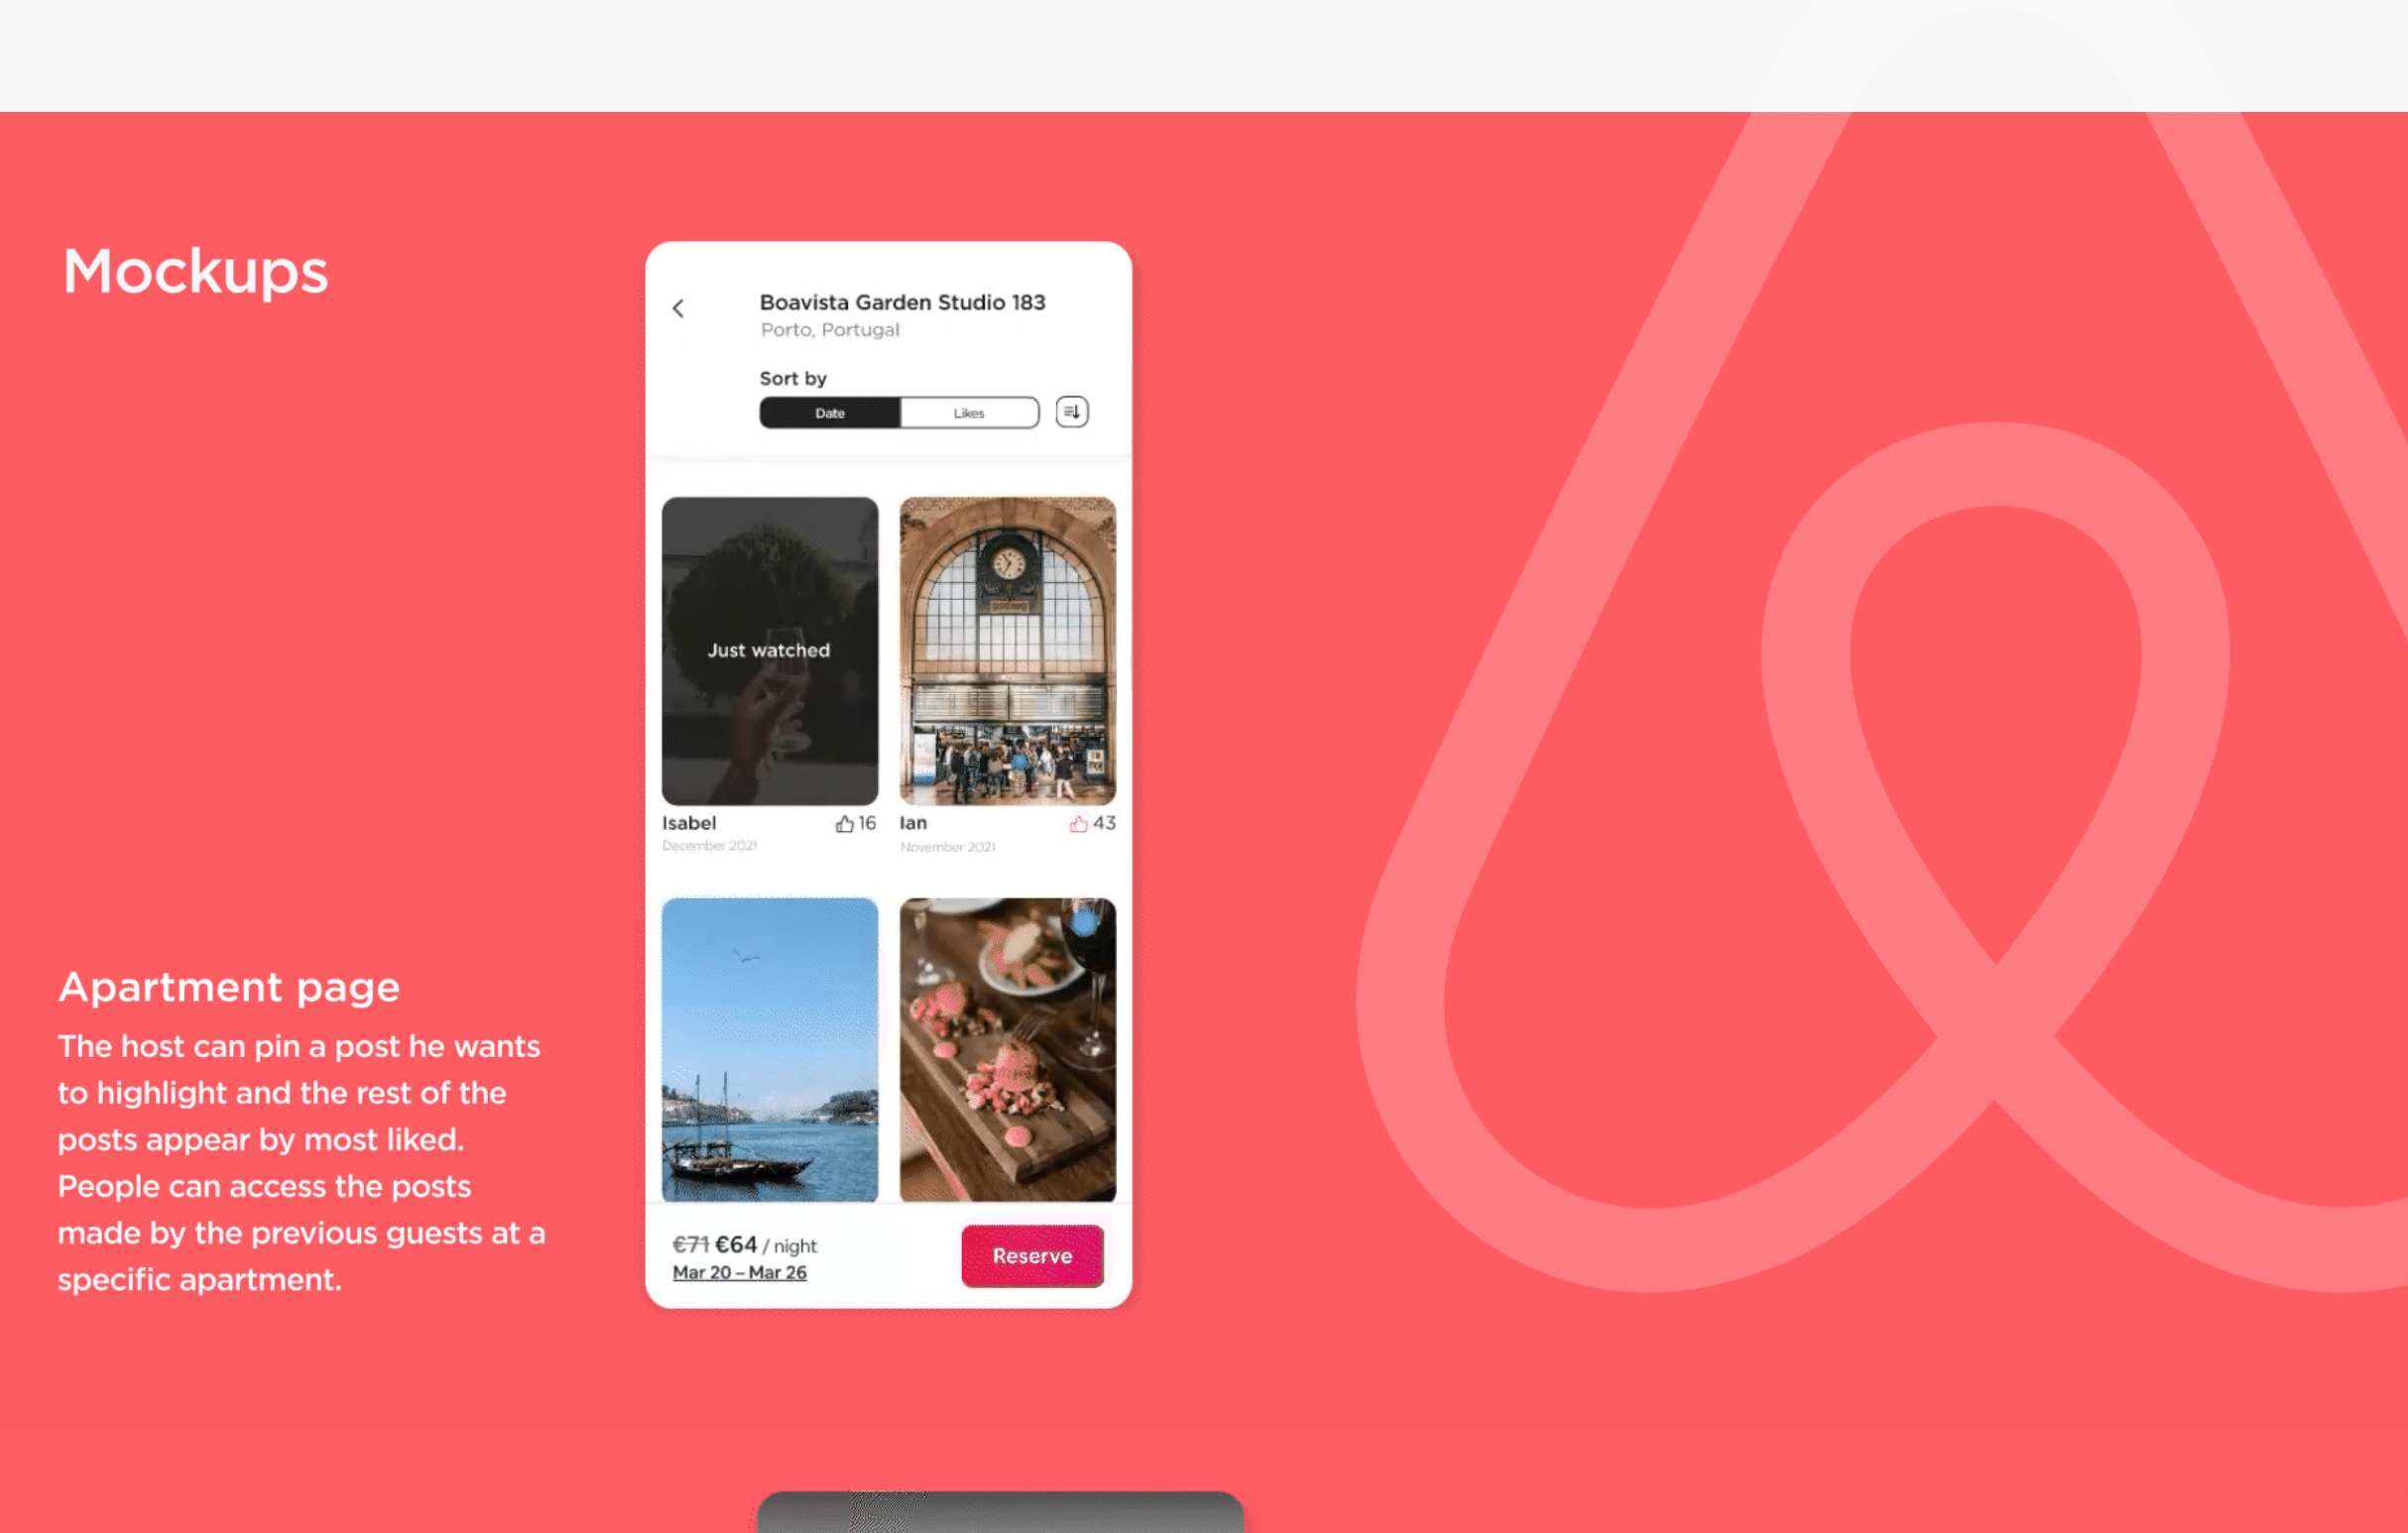 Mockups
Boavista Garden Studio 183
Porto, Portugal
Sort by
Date
Likes
Just watched
Isabel
16
December 2021
Ian
43
November 2021
Apartment page
The host can pin a post he wants
to highlight and the rest of the
posts appear by most liked.
People can access the posts
made by the previous guests at a
specific apartment.
€71 €64 / night
Mar 20 – Mar 26
Reserve